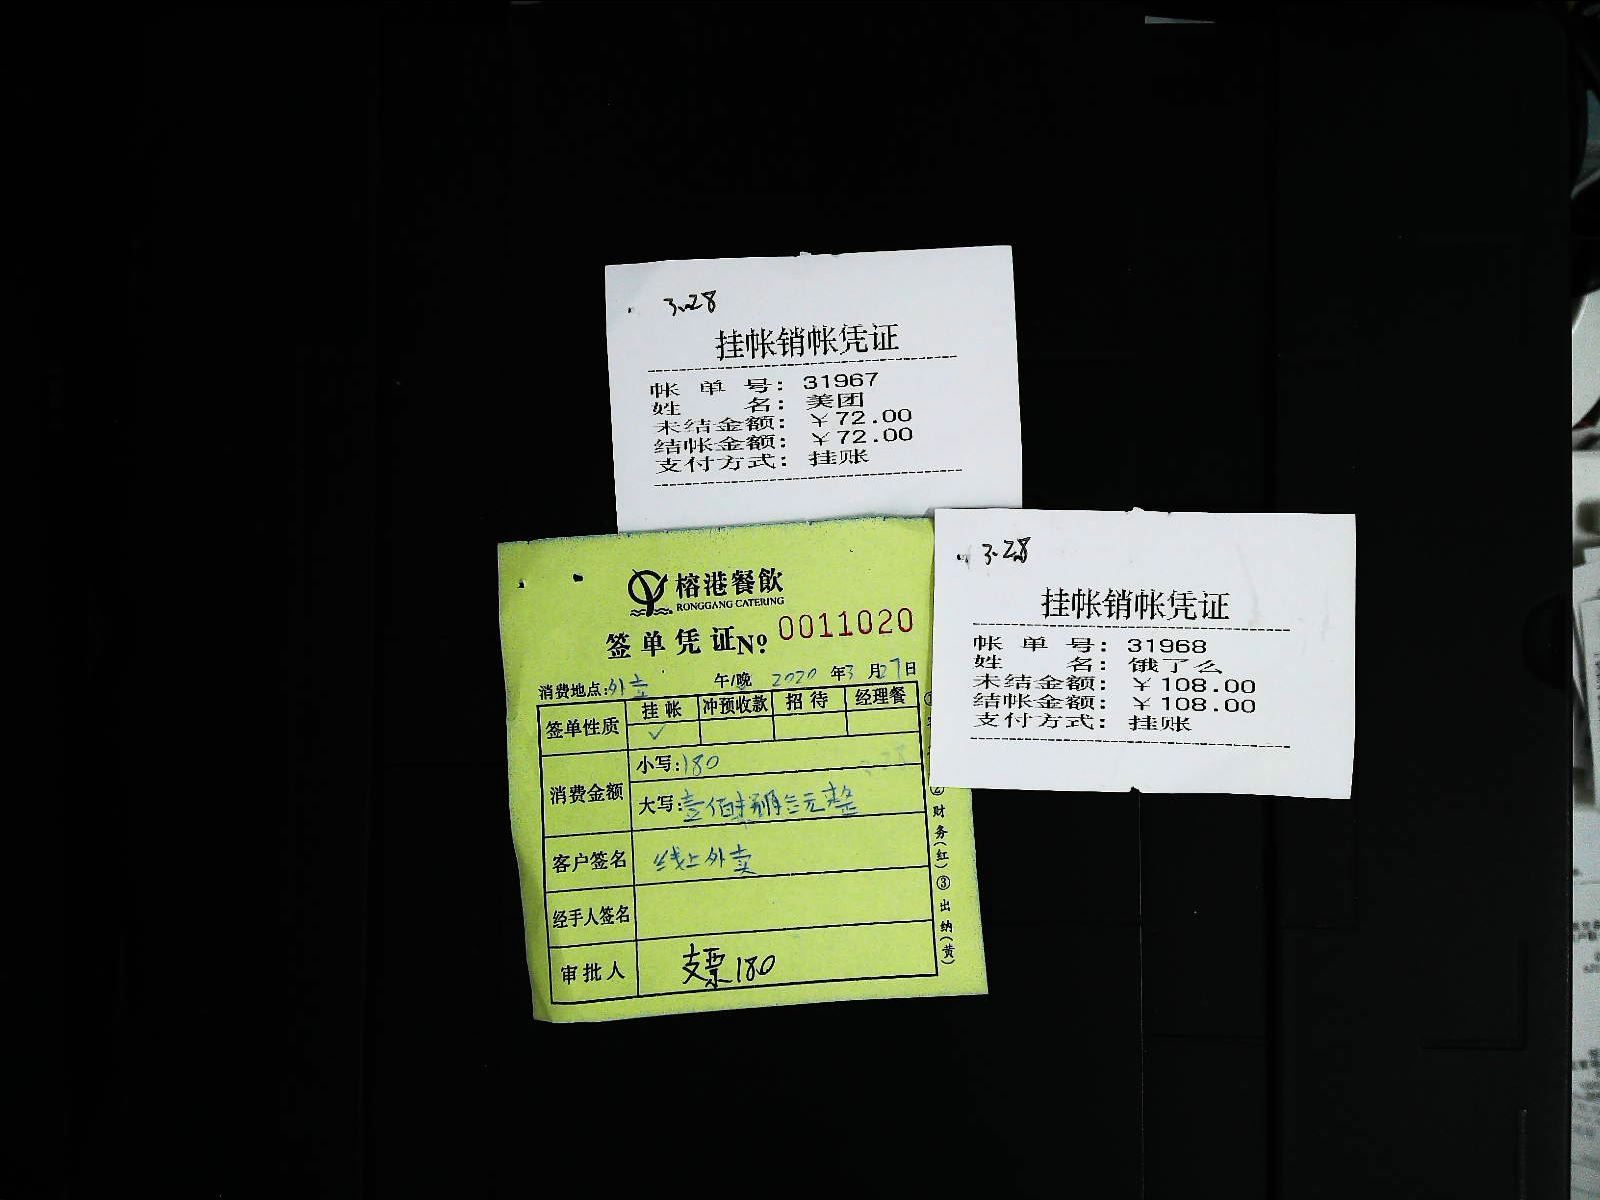 3.28
挂帐销帐凭证
帐单号：31967
姓名：美团
未结金额：￥72.00
结帐金额：￥72.00
支付方式：挂账
榕港餐飲
RONGGANG CATERING
签单凭证№ 0011020
消费地点:外卖 午/晚 2020年3月27日
签单性质 挂帐 冲预收款 招待 经理餐
✓
消费金额 小写:180
大写:壹佰捌 元整
客户签名 线上外卖
经手人签名
审批人 支票180
② 财务(红) ③ 出纳(黄)
3.28
挂帐销帐凭证
帐单号：31968
姓名：饿了么
未结金额：￥108.00
结帐金额：￥108.00
支付方式：挂账